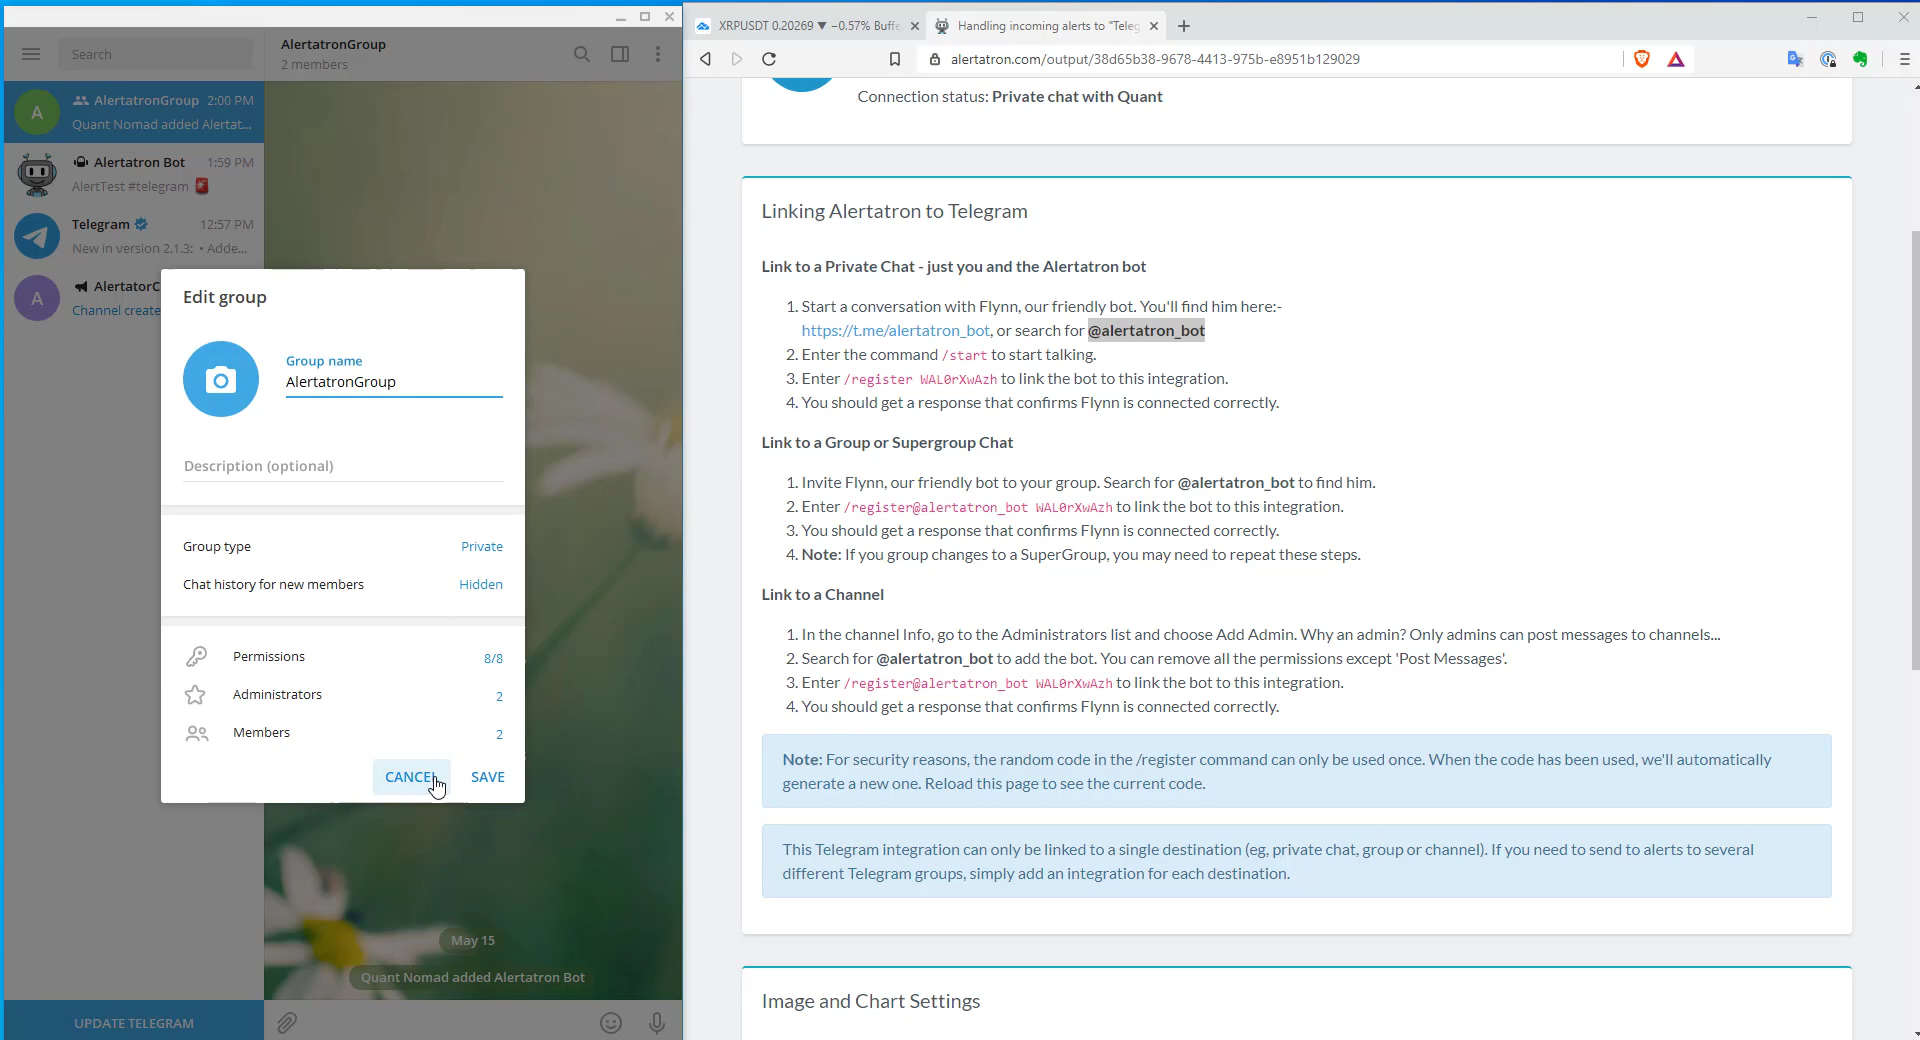 Search
AlertatronGroup
2 members
AlertatronGroup 2:00 PM
Quant Nomad added Alertat...
Alertatron Bot 1:59 PM
AlertTest #telegram
Telegram 12:57 PM
New in version 2.1.3: • Adde...
AlertatorC
Channel create
Edit group
Group name
AlertatronGroup
Description (optional)
Group type Private
Chat history for new members Hidden
Permissions 8/8
Administrators 2
Members 2
CANCEL SAVE
May 15
Quant Nomad added Alertatron Bot
UPDATE TELEGRAM
XRPUSDT 0.20269 ▼ −0.57% Buffe
Handling incoming alerts to "Teleg
alertatron.com/output/38d65b38-9678-4413-975b-e8951b129029
Connection status: Private chat with Quant
Linking Alertatron to Telegram
Link to a Private Chat - just you and the Alertatron bot
1. Start a conversation with Flynn, our friendly bot. You'll find him here:-
https://t.me/alertatron_bot, or search for @alertatron_bot
2. Enter the command /start to start talking.
3. Enter /register WAL0rXwAzh to link the bot to this integration.
4. You should get a response that confirms Flynn is connected correctly.
Link to a Group or Supergroup Chat
1. Invite Flynn, our friendly bot to your group. Search for @alertatron_bot to find him.
2. Enter /register@alertatron_bot WAL0rXwAzh to link the bot to this integration.
3. You should get a response that confirms Flynn is connected correctly.
4. Note: If you group changes to a SuperGroup, you may need to repeat these steps.
Link to a Channel
1. In the channel Info, go to the Administrators list and choose Add Admin. Why an admin? Only admins can post messages to channels...
2. Search for @alertatron_bot to add the bot. You can remove all the permissions except 'Post Messages'.
3. Enter /register@alertatron_bot WAL0rXwAzh to link the bot to this integration.
4. You should get a response that confirms Flynn is connected correctly.
Note: For security reasons, the random code in the /register command can only be used once. When the code has been used, we'll automatically
generate a new one. Reload this page to see the current code.
This Telegram integration can only be linked to a single destination (eg, private chat, group or channel). If you need to send to alerts to several
different Telegram groups, simply add an integration for each destination.
Image and Chart Settings